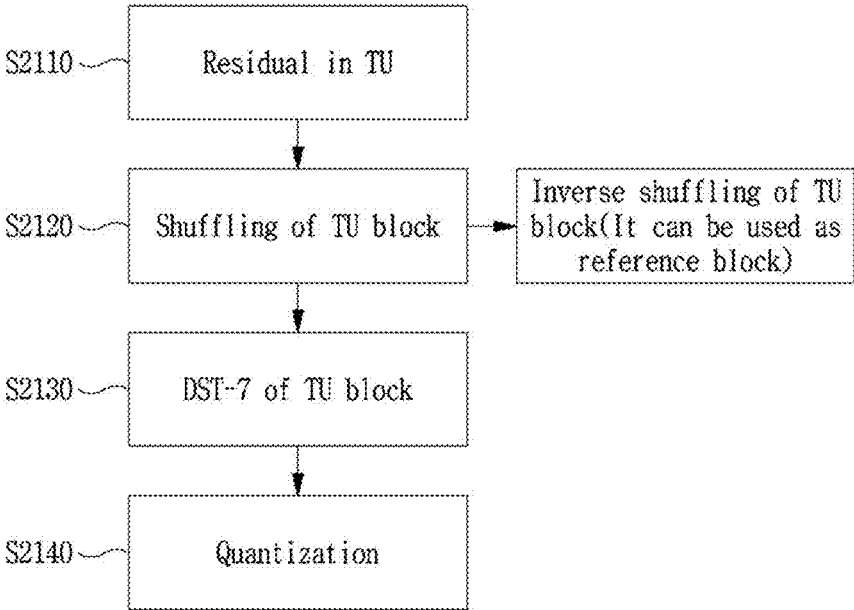 S2110
Residual in TU
S2120
Shuffling of TU block
Inverse shuffling of TU
block(It can be used as
reference block)
S2130
DST-7 of TU block
S2140
Quantization